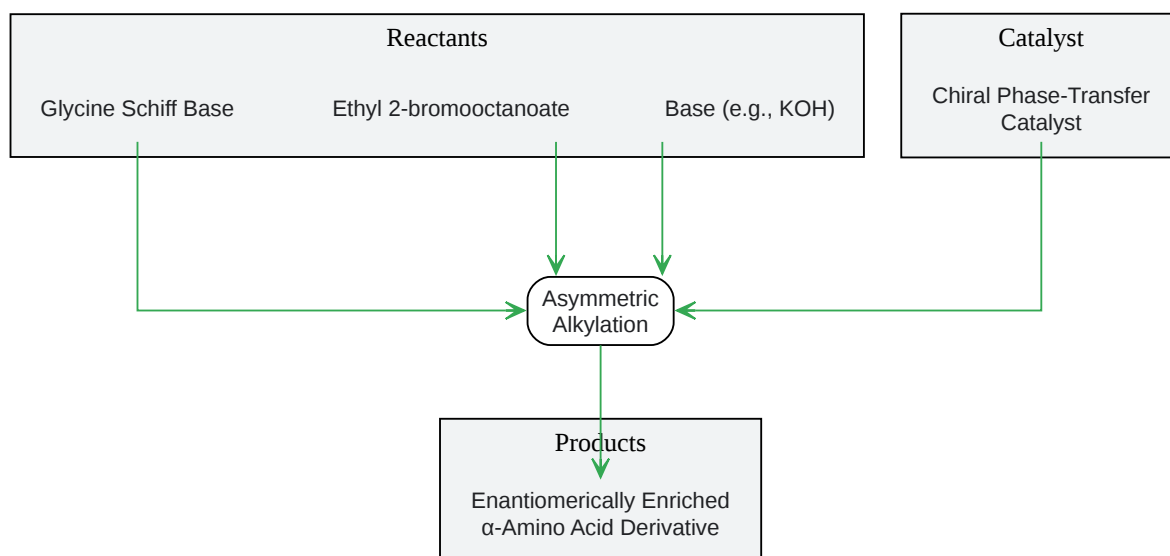 Reactants
Catalyst
Glycine Schiff Base
Ethyl 2-bromooctanoate
Base (e.g., KOH)
Chiral Phase-Transfer
Catalyst
Asymmetric
Alkylation
Products
Enantiomerically Enriched
α-Amino Acid Derivative